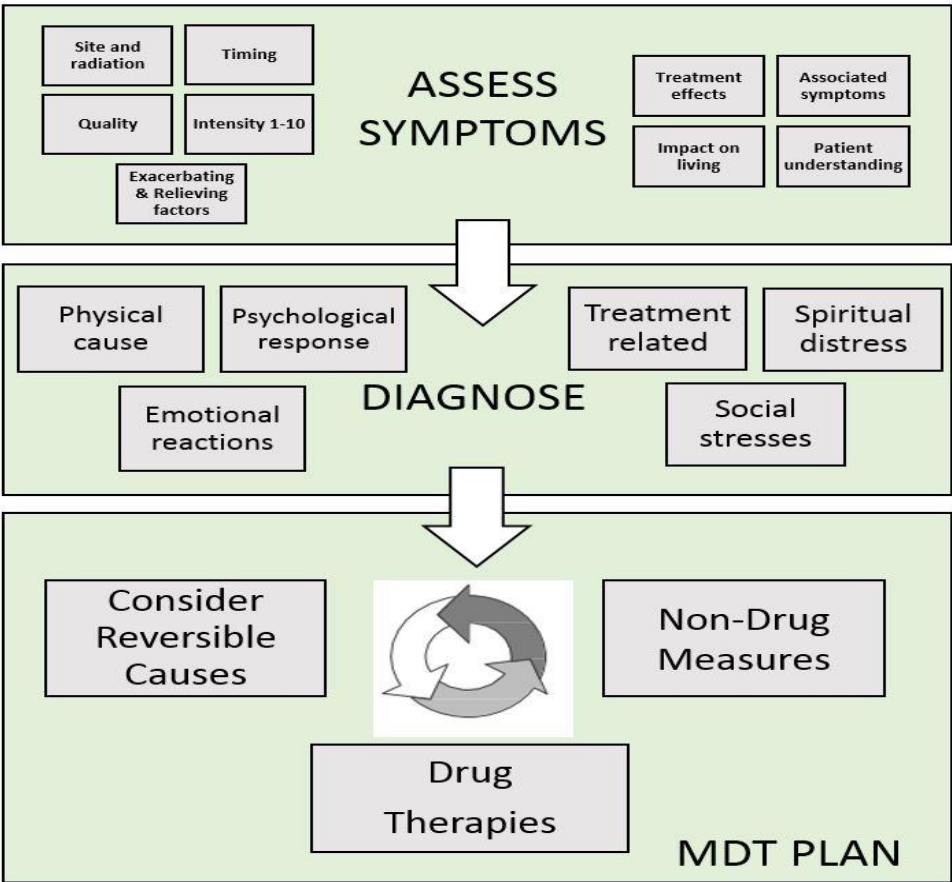 Site and
radiation
Timing
Quality
Intensity 1-10
Exacerbating
& Relieving
factors
ASSESS
SYMPTOMS
Treatment
effects
Associated
symptoms
Impact on
living
Patient
understanding
Physical
cause
Psychological
response
Emotional
reactions
DIAGNOSE
Treatment
related
Spiritual
distress
Social
stresses
Consider
Reversible
Causes
Non-Drug
Measures
Drug
Therapies
MDT PLAN